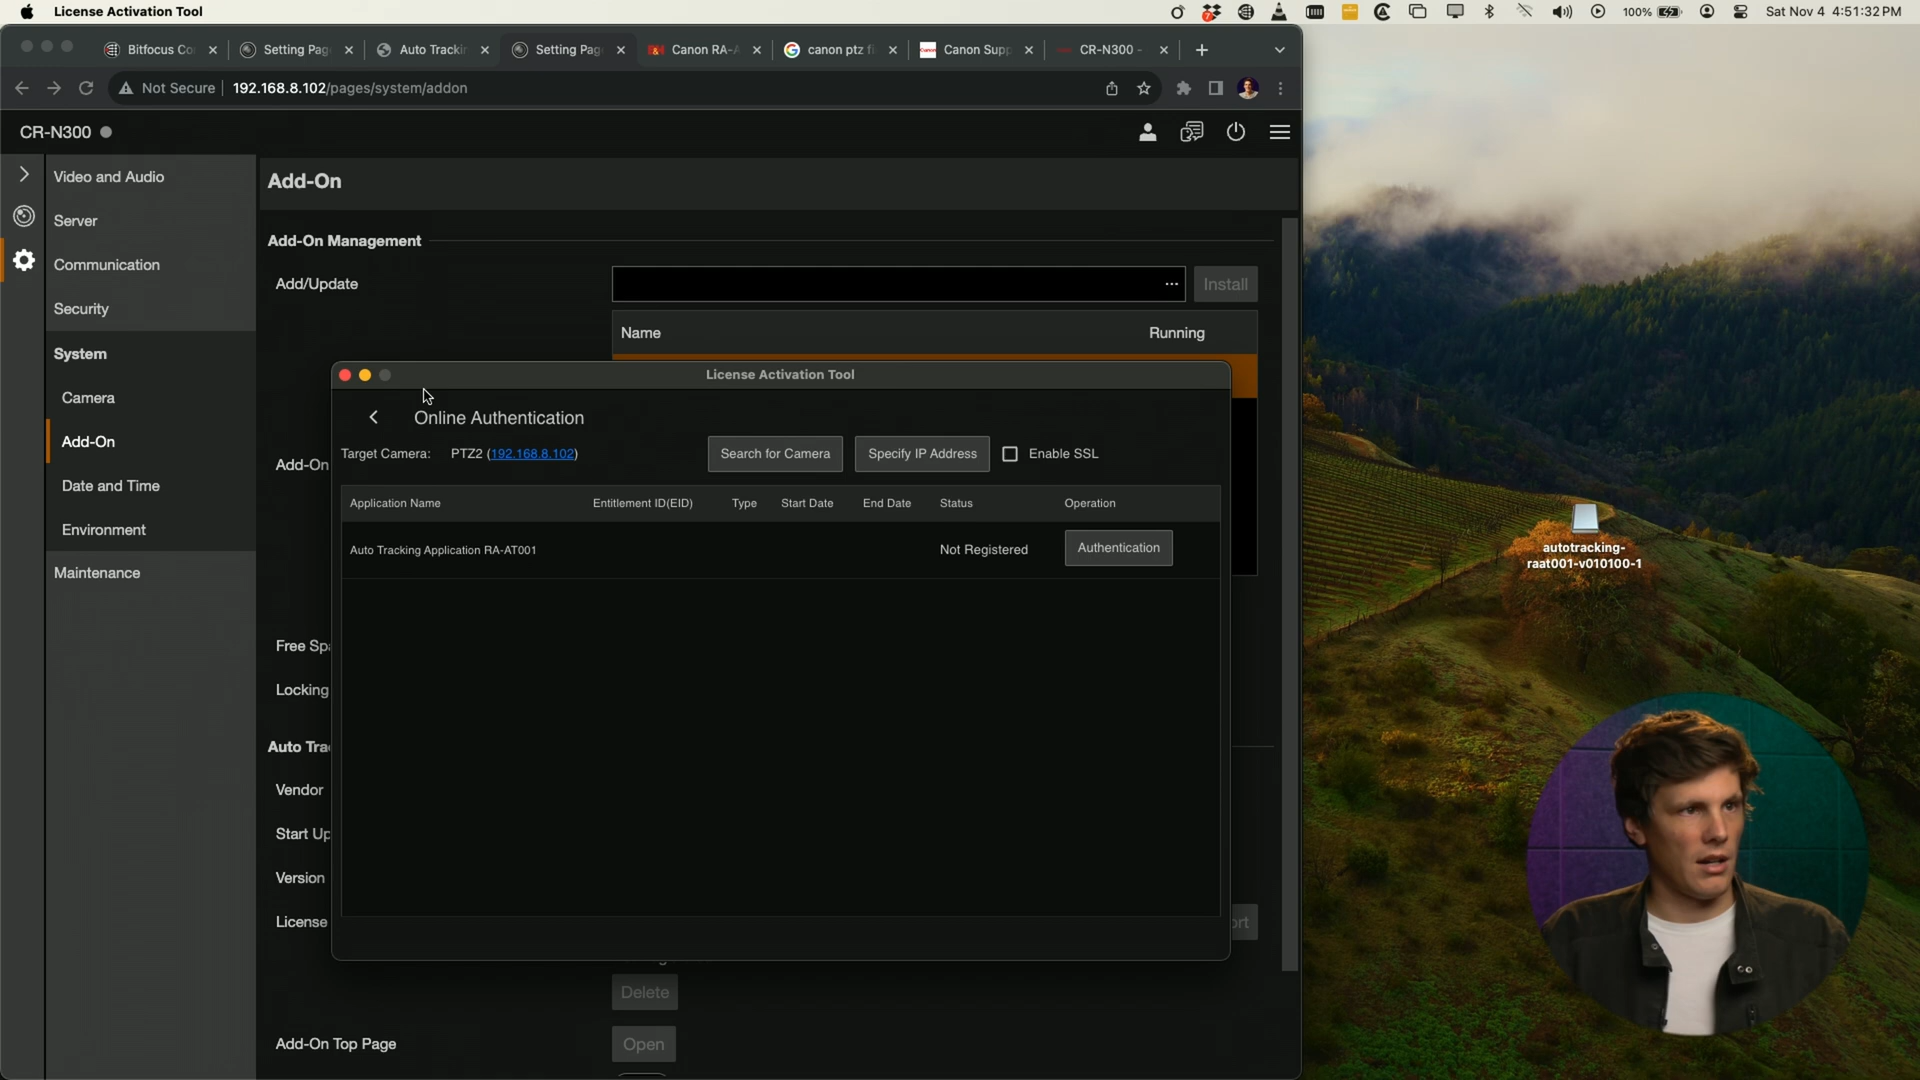 License Activation Tool
7
100%
Sat Nov 4 4:51:32 PM
Bitfocus Co
Setting Pag
Auto Trackin
Setting Pag
Canon RA-A
canon ptz fi
Canon Supp
CR-N300 -
Not Secure
192.168.8.102/pages/system/addon
CR-N300
Video and Audio
Server
Communication
Security
System
Camera
Add-On
Date and Time
Environment
Maintenance
Add-On
Add-On Management
Add/Update
...
Install
Name
Running
Add-On
Free Spa
Locking
Auto Tra
Vendor
Start Up
Version
License
ort
Delete
Add-On Top Page
Open
License Activation Tool
Online Authentication
Target Camera: PTZ2 (192.168.8.102)
Search for Camera
Specify IP Address
Enable SSL
Application Name
Entitlement ID(EID)
Type
Start Date
End Date
Status
Operation
Auto Tracking Application RA-AT001
Not Registered
Authentication
autotracking-
raat001-v010100-1